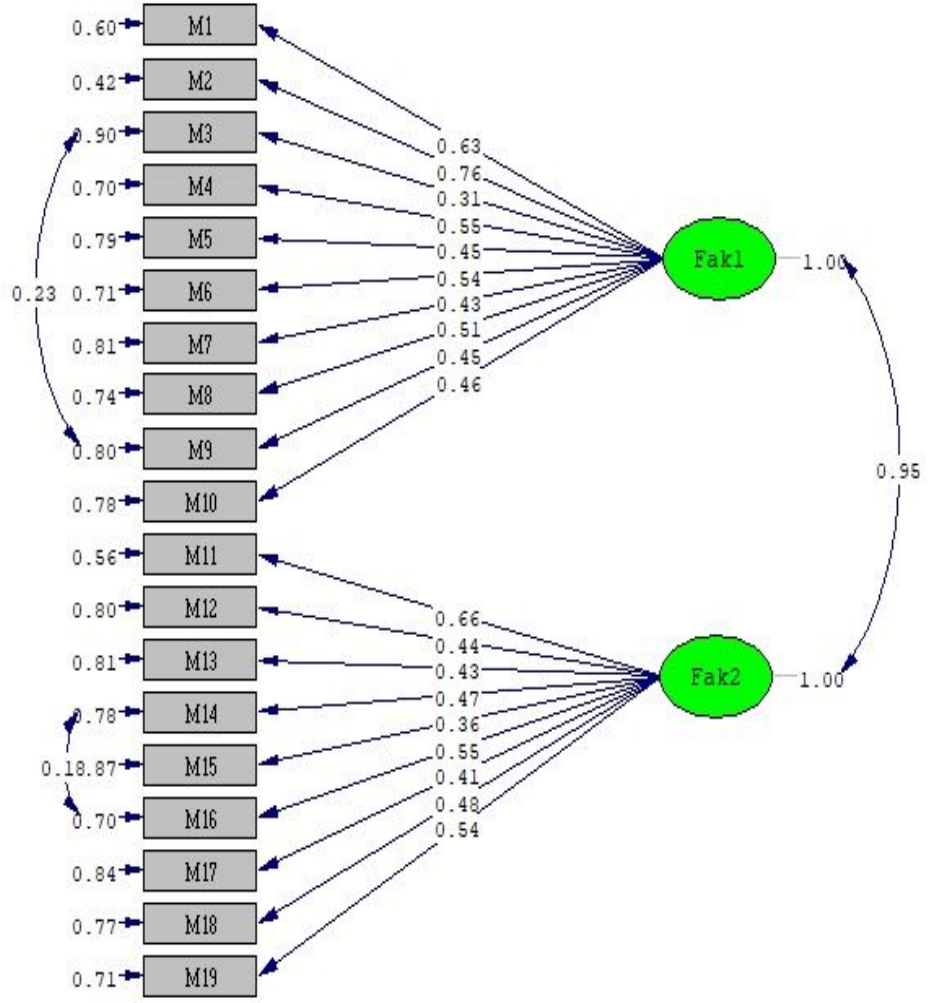 0.60 M1
0.42 M2
0.90 M3
0.70 M4
0.79 M5
0.23 0.71 M6
0.81 M7
0.74 M8
0.80 M9
0.78 M10
0.56 M11
0.80 M12
0.81 M13
0.78 M14
0.18.87 M15
0.70 M16
0.84 M17
0.77 M18
0.71 M19
0.63
0.76
0.31
0.55
0.45
0.54
0.43
0.51
0.45
0.46
Fak1 1.00
0.95
0.66
0.44
0.43
0.47
0.36
0.55
0.41
0.48
0.54
Fak2 1.00